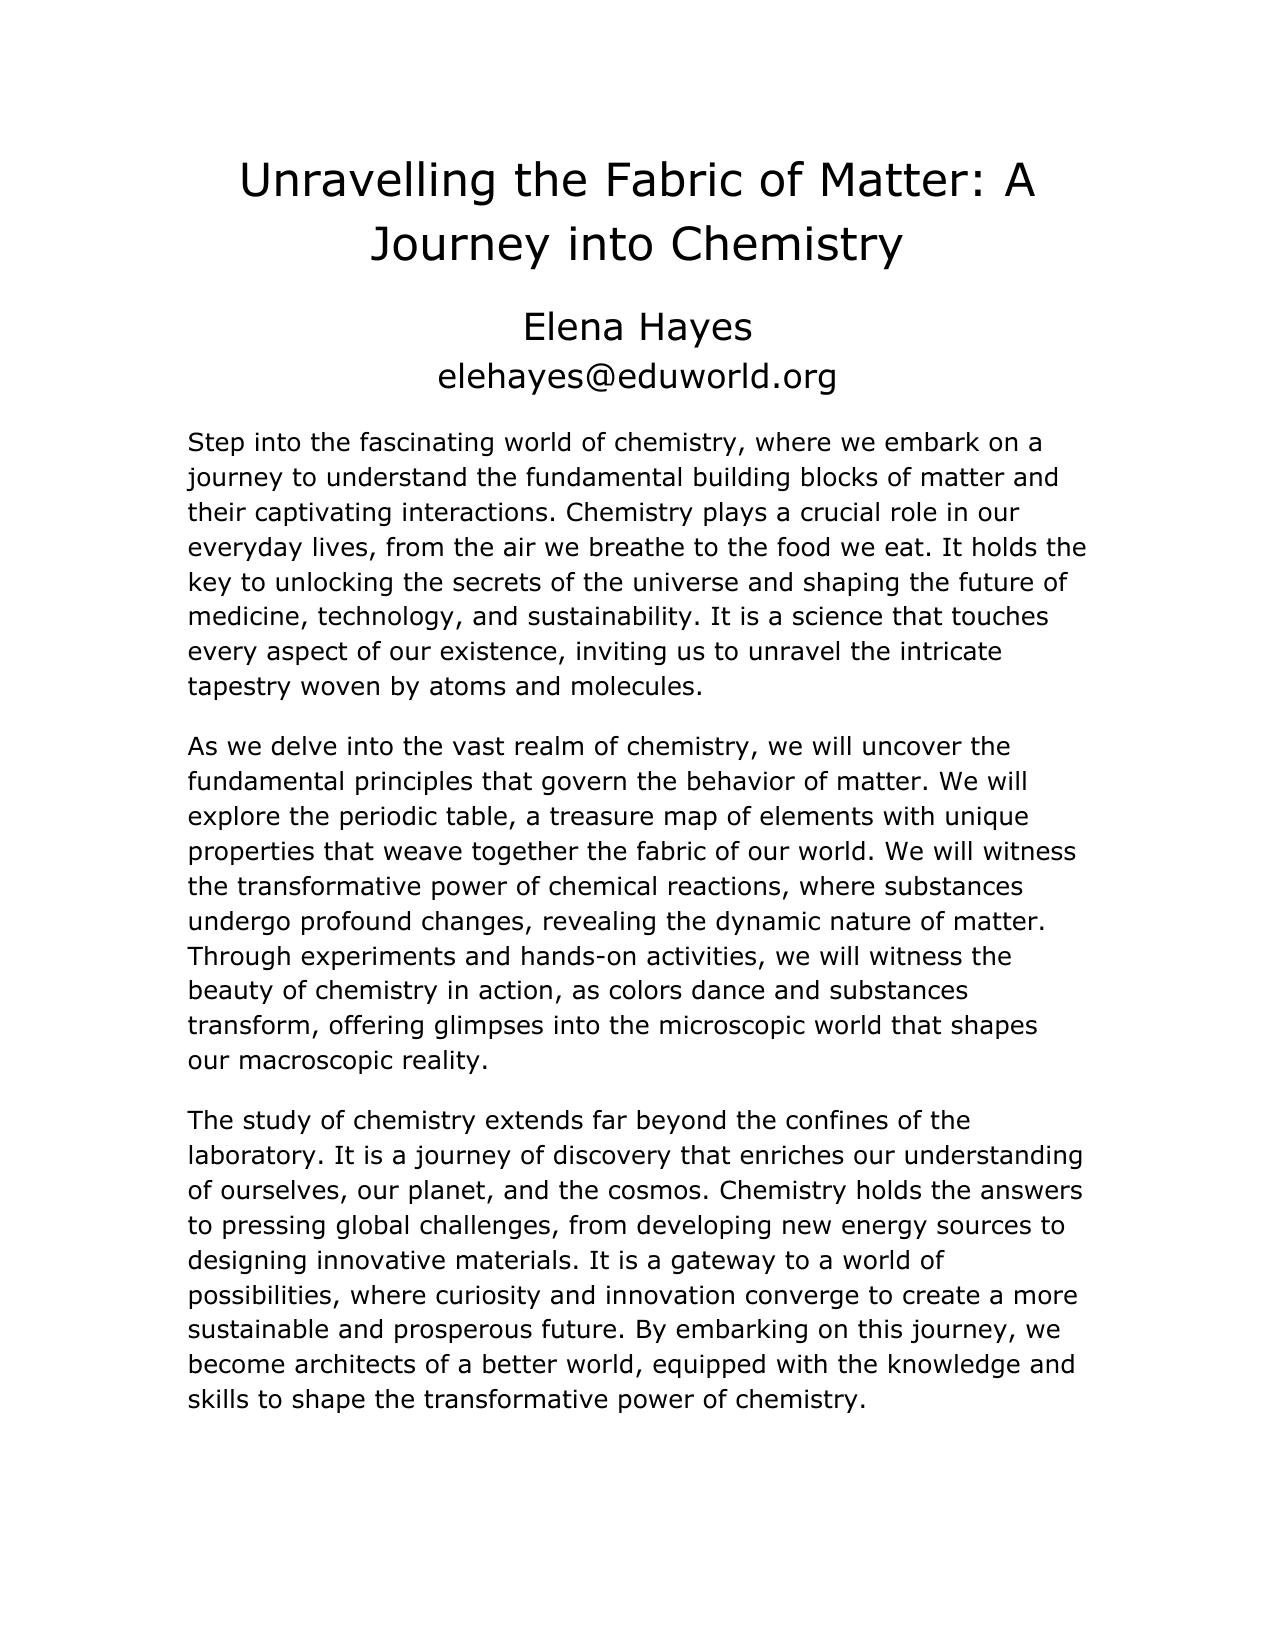 Unravelling the Fabric of Matter: A
Journey into Chemistry
Elena Hayes
elehayes@eduworld.org
Step into the fascinating world of chemistry, where we embark on a
journey to understand the fundamental building blocks of matter and
their captivating interactions. Chemistry plays a crucial role in our
everyday lives, from the air we breathe to the food we eat. It holds the
key to unlocking the secrets of the universe and shaping the future of
medicine, technology, and sustainability. It is a science that touches
every aspect of our existence, inviting us to unravel the intricate
tapestry woven by atoms and molecules.
As we delve into the vast realm of chemistry, we will uncover the
fundamental principles that govern the behavior of matter. We will
explore the periodic table, a treasure map of elements with unique
properties that weave together the fabric of our world. We will witness
the transformative power of chemical reactions, where substances
undergo profound changes, revealing the dynamic nature of matter.
Through experiments and hands-on activities, we will witness the
beauty of chemistry in action, as colors dance and substances
transform, offering glimpses into the microscopic world that shapes
our macroscopic reality.
The study of chemistry extends far beyond the confines of the
laboratory. It is a journey of discovery that enriches our understanding
of ourselves, our planet, and the cosmos. Chemistry holds the answers
to pressing global challenges, from developing new energy sources to
designing innovative materials. It is a gateway to a world of
possibilities, where curiosity and innovation converge to create a more
sustainable and prosperous future. By embarking on this journey, we
become architects of a better world, equipped with the knowledge and
skills to shape the transformative power of chemistry.